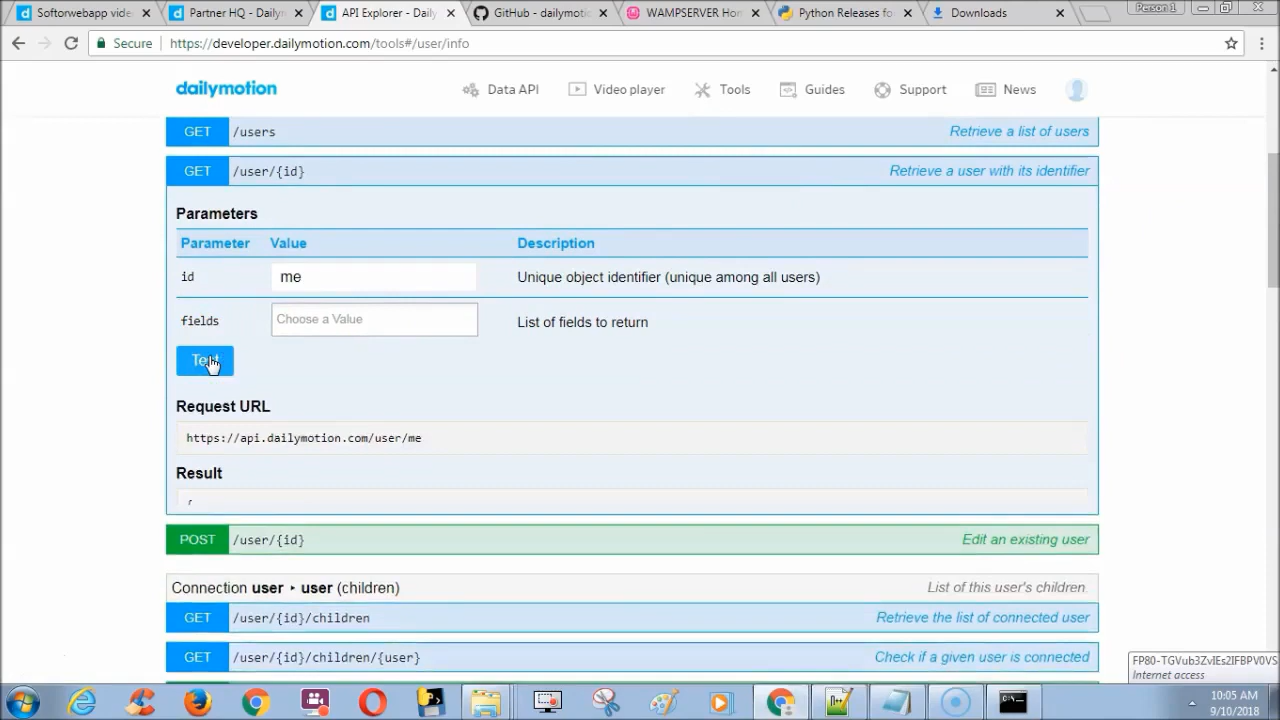 Softorwebapp vide
Partner HQ - Dailym
API Explorer - Daily
GitHub - dailymotio
WAMPSERVER Ho
Python Releases fo
Downloads
Person 1
Secure
https://developer.dailymotion.com/tools#/user/info
dailymotion
Data API
Video player
Tools
Guides
Support
News
GET /users Retrieve a list of users
GET /user/{id} Retrieve a user with its identifier
Parameters
Parameter Value Description
id me Unique object identifier (unique among all users)
fields Choose a Value List of fields to return
Test
Request URL
https://api.dailymotion.com/user/me
Result
{
POST /user/{id} Edit an existing user
Connection user ‣ user (children) List of this user's children.
GET /user/{id}/children Retrieve the list of connected user
GET /user/{id}/children/{user} Check if a given user is connected
Internet access
10:05 AM
9/10/2018